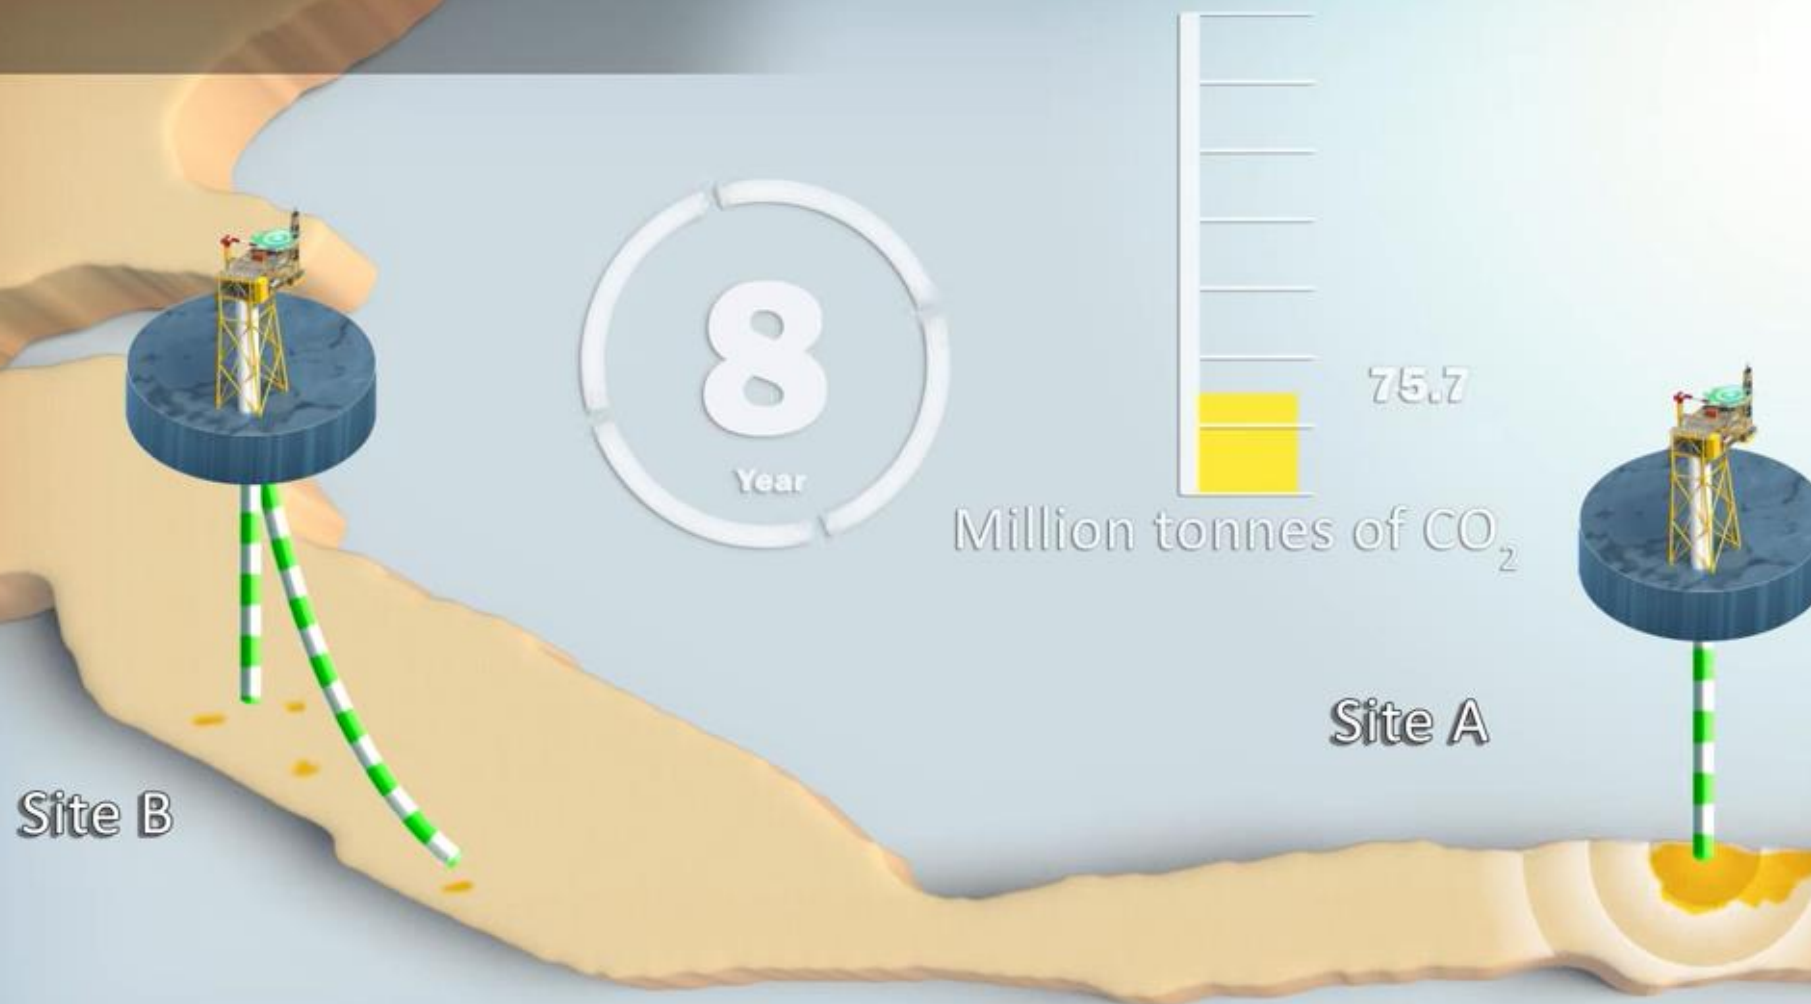 8
Year
75.7
Million tonnes of CO₂
Site A
Site B